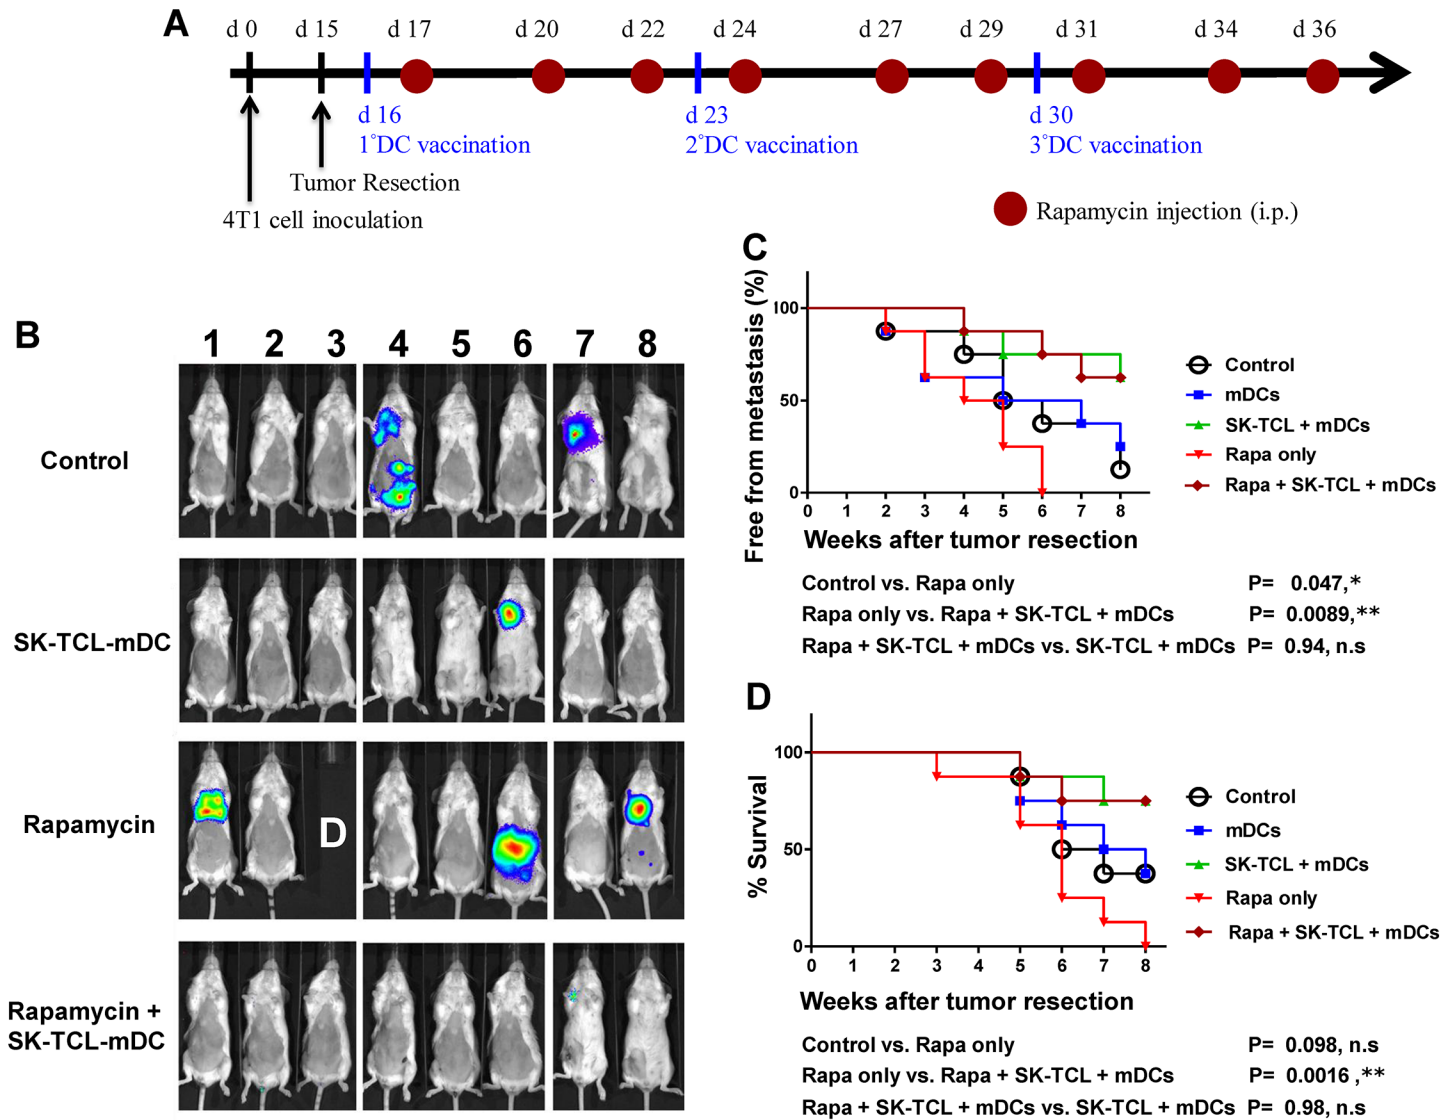 A
d 0 d 15 d 17 d 20 d 22 d 24 d 27 d 29 d 31 d 34 d 36
d 16 d 23 d 30
1°DC vaccination 2°DC vaccination 3°DC vaccination
Tumor Resection
4T1 cell inoculation
Rapamycin injection (i.p.)
B
1 2 3 4 5 6 7 8
Control
SK-TCL-mDC
Rapamycin
D
Rapamycin +
SK-TCL-mDC
C
Free from metastasis (%)
100
50
0
0 1 2 3 4 5 6 7 8
Weeks after tumor resection
Control
mDCs
SK-TCL + mDCs
Rapa only
Rapa + SK-TCL + mDCs
Control vs. Rapa only P= 0.047,*
Rapa only vs. Rapa + SK-TCL + mDCs P= 0.0089,**
Rapa + SK-TCL + mDCs vs. SK-TCL + mDCs P= 0.94, n.s
D
% Survival
100
50
0
0 1 2 3 4 5 6 7 8
Weeks after tumor resection
Control
mDCs
SK-TCL + mDCs
Rapa only
Rapa + SK-TCL + mDCs
Control vs. Rapa only P= 0.098, n.s
Rapa only vs. Rapa + SK-TCL + mDCs P= 0.0016 ,**
Rapa + SK-TCL + mDCs vs. SK-TCL + mDCs P= 0.98, n.s